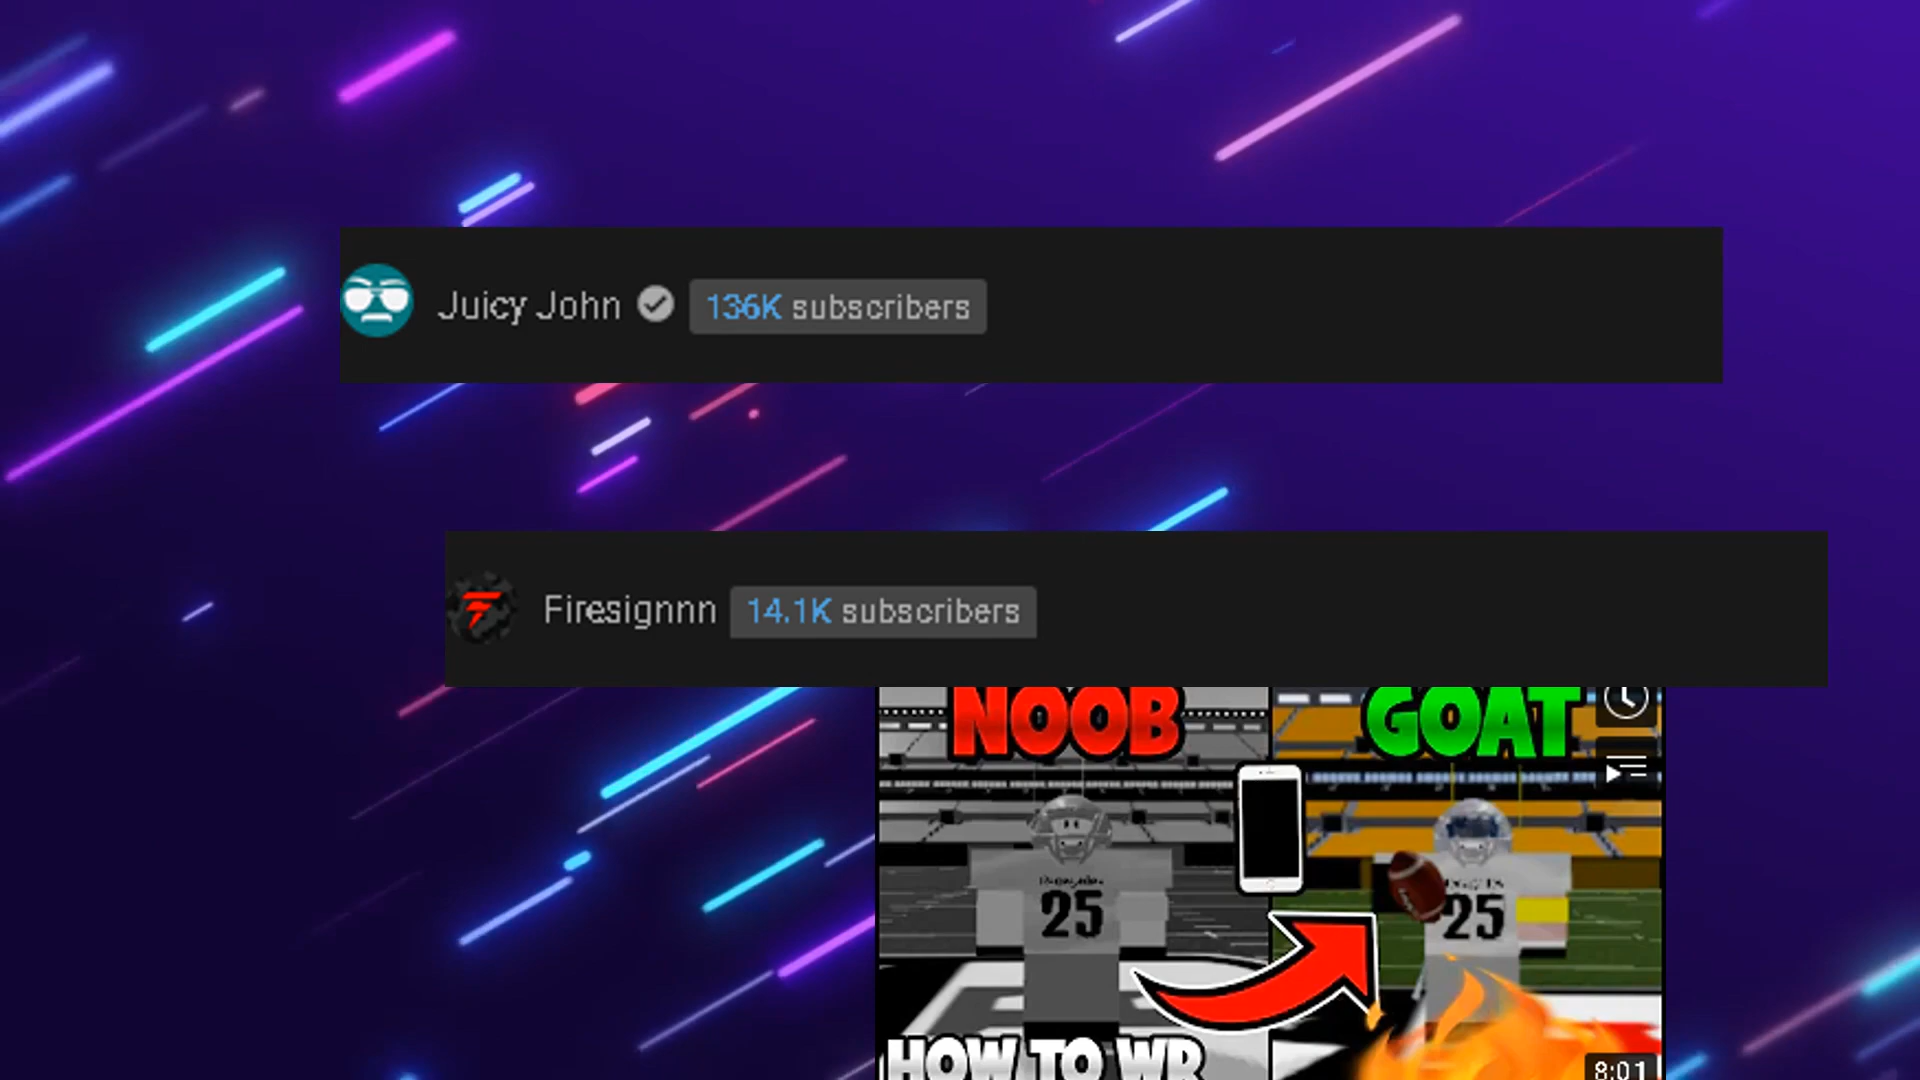 Juicy John 136K subscribers
Firesignnn 14.1K subscribers
NOOB GOAT
25 25
HOW TO WR
8:01